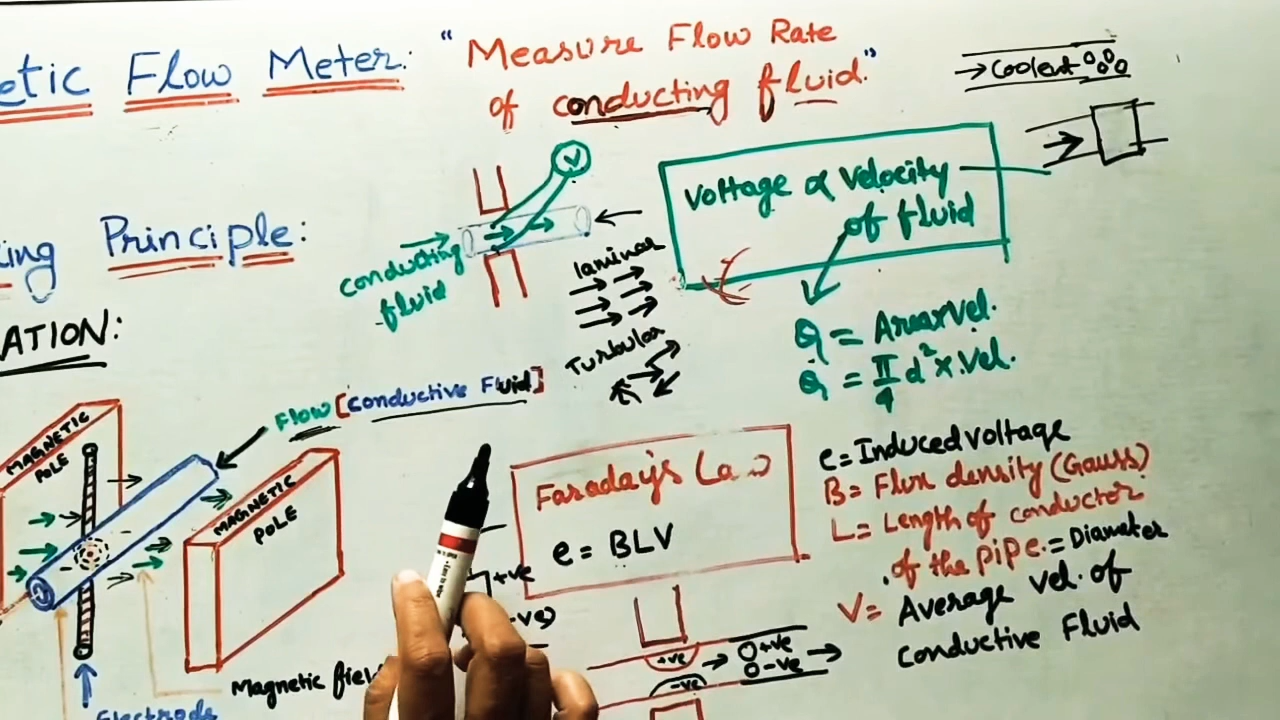 etic Flow Meter: "Measure Flow Rate
of conducting fluid."
→ Coolent
V
Voltage α Velocity
of fluid
ing Principle:
conducting
fluid
laminar
Turbular
Q = Area x Vel.
Q = π/4 d² x Vel.
ATION:
Flow [conductive Fluid]
MAGNETIC
POLE
MAGNETIC
POLE
Faraday's Law
e = BLV
e = Induced Voltage
B = Flux density (Gauss)
L = Length of conductor
of the pipe. = Diameter
V = Average Vel. of
conductive Fluid
+ve
-ve
+ve
-ve
+ve
-ve
Magnetic fiel
Electrode